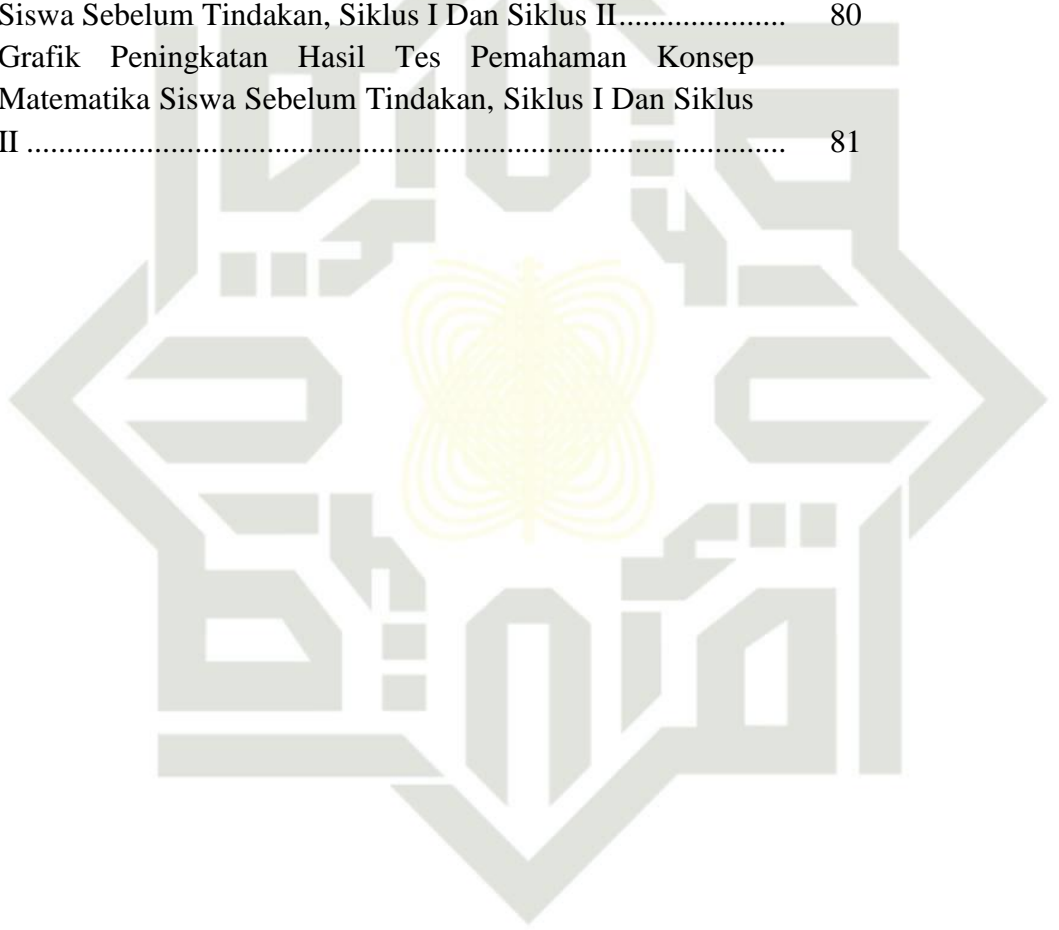 Siswa Sebelum Tindakan, Siklus I Dan Siklus II..................... 80
Grafik Peningkatan Hasil Tes Pemahaman Konsep
Matematika Siswa Sebelum Tindakan, Siklus I Dan Siklus
II ............................................................................................... 81